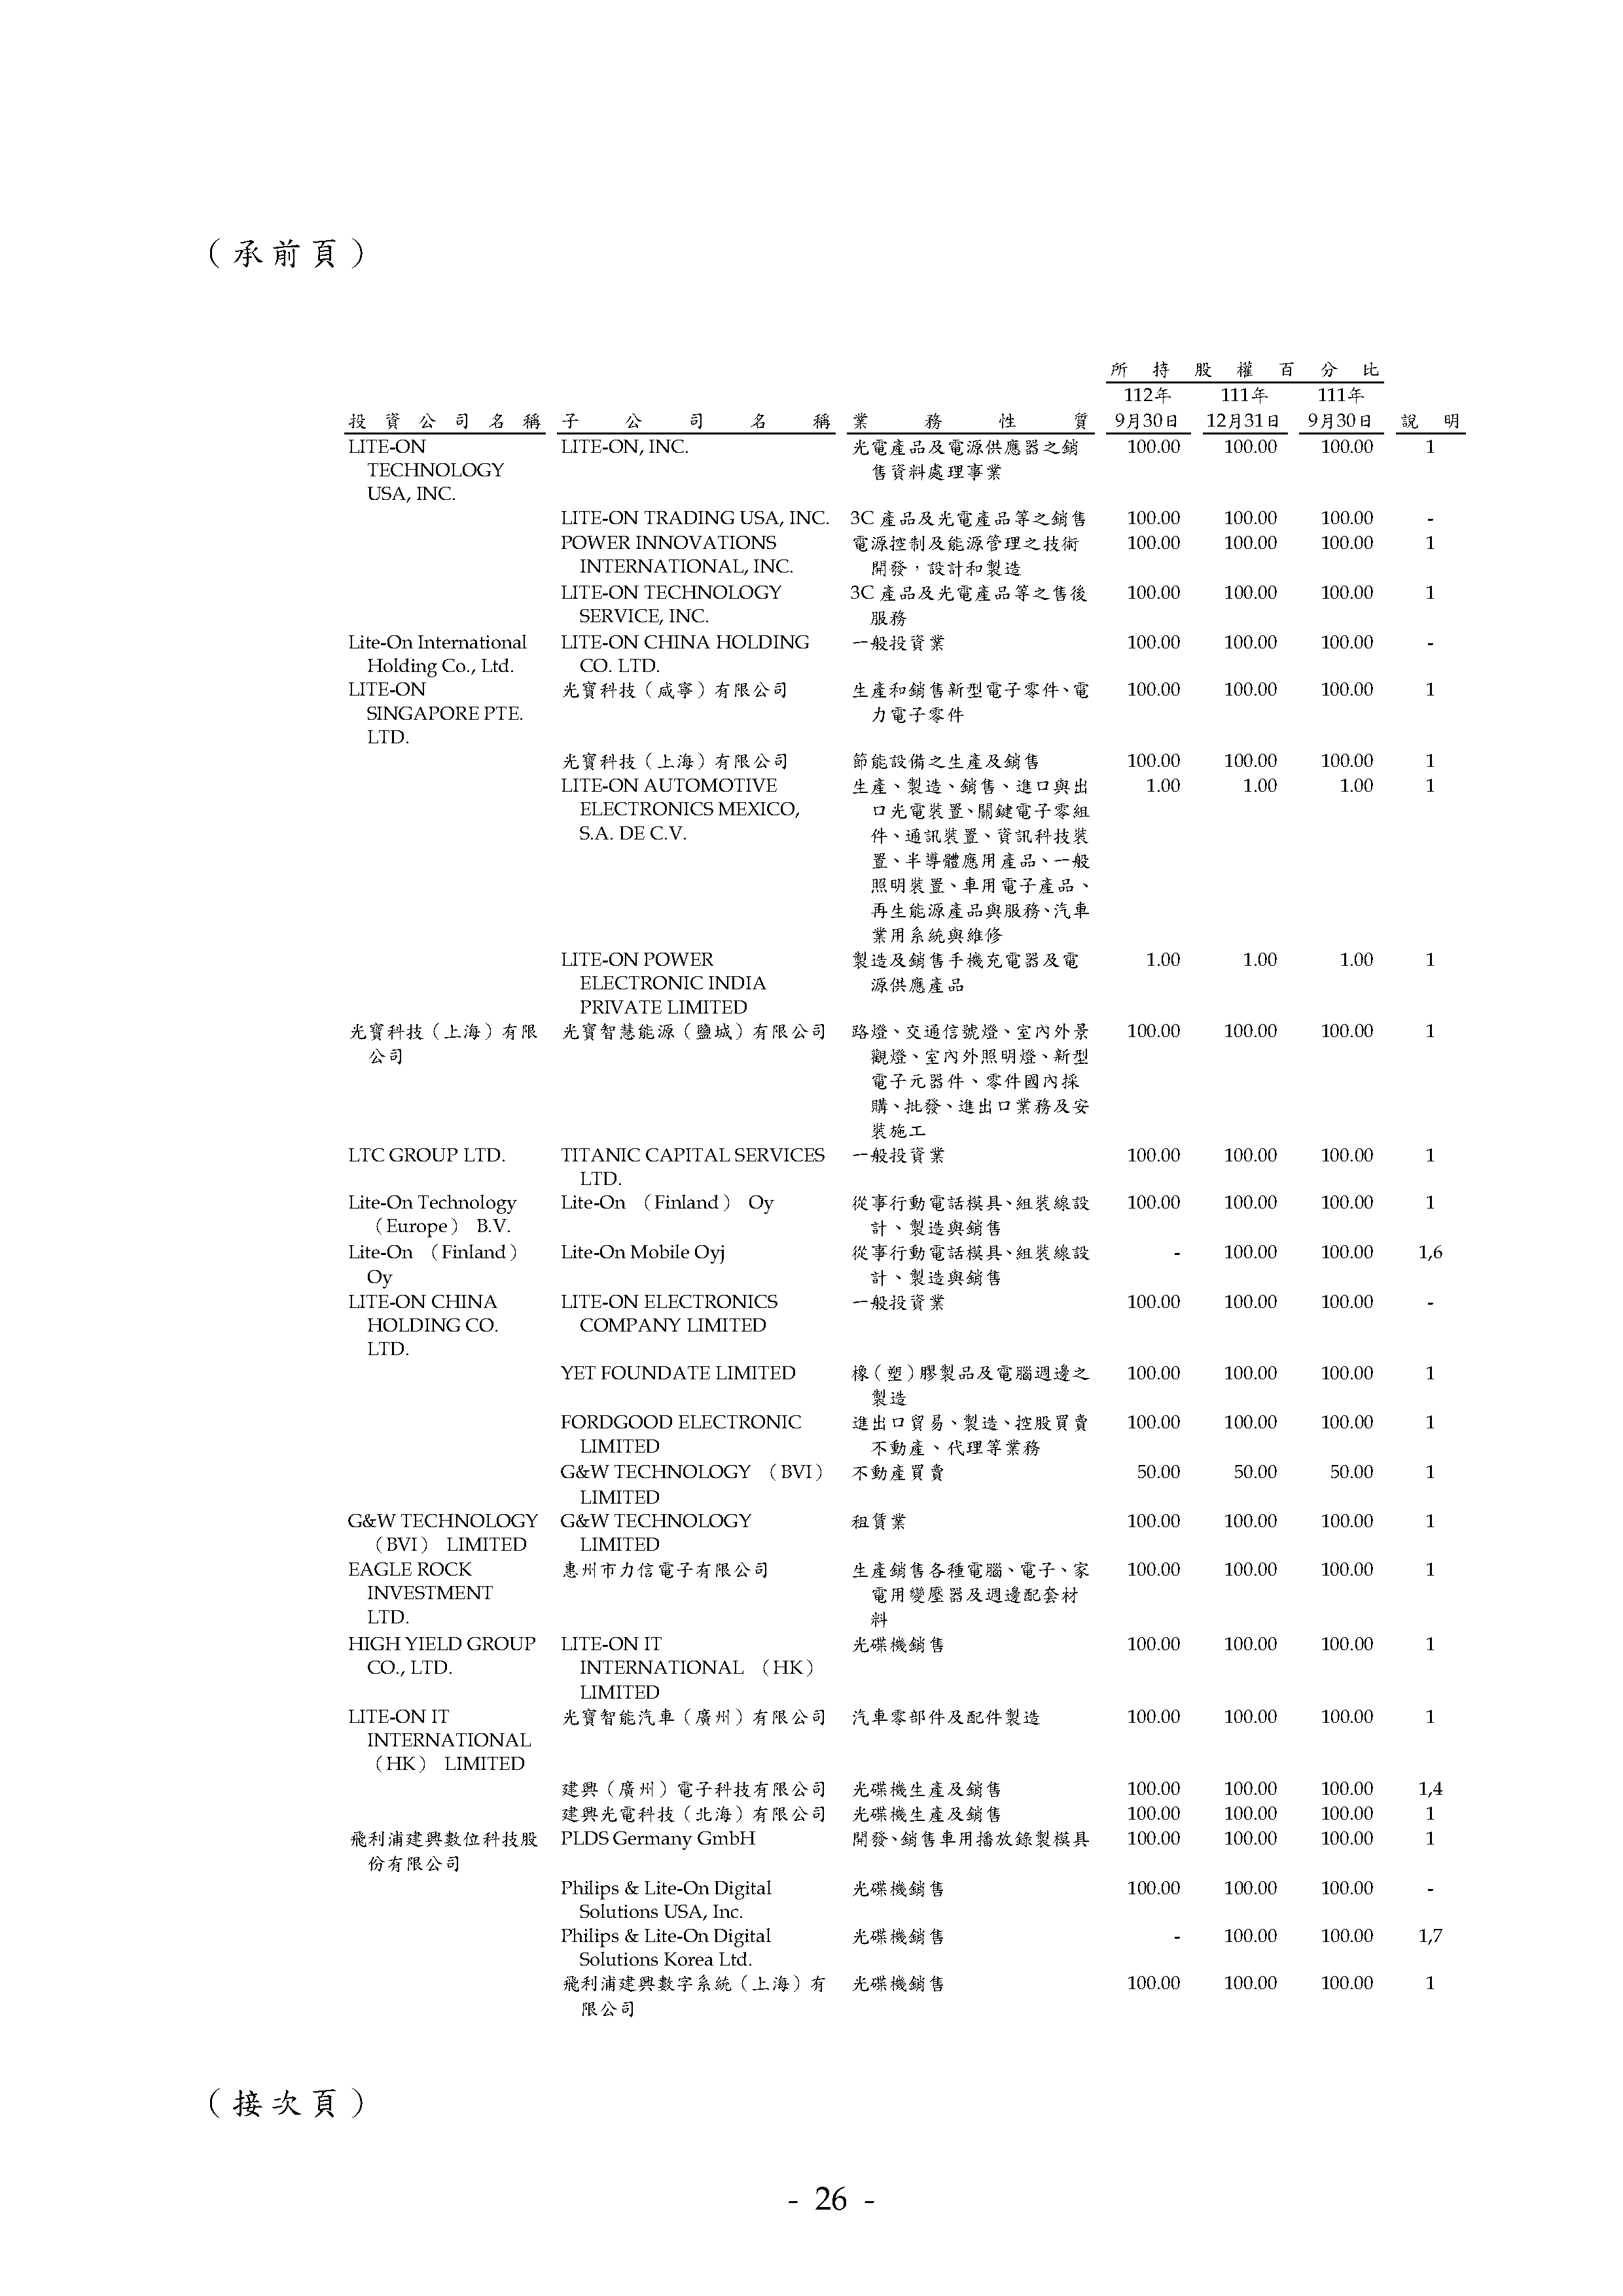 （承前頁）
所持股權百分比
112年 111年 111年
投資公司名稱 子公司名稱 業務性質 9月30日 12月31日 9月30日 說明
LITE-ON LITE-ON, INC. 光電產品及電源供應器之銷 100.00 100.00 100.00 1
TECHNOLOGY 售資料處理事業
USA, INC.
LITE-ON TRADING USA, INC. 3C 產品及光電產品等之銷售 100.00 100.00 100.00 -
POWER INNOVATIONS 電源控制及能源管理之技術 100.00 100.00 100.00 1
INTERNATIONAL, INC. 開發，設計和製造
LITE-ON TECHNOLOGY 3C 產品及光電產品等之售後 100.00 100.00 100.00 1
SERVICE, INC. 服務
Lite-On International LITE-ON CHINA HOLDING 一般投資業 100.00 100.00 100.00 -
Holding Co., Ltd. CO. LTD.
LITE-ON 光寶科技（咸寧）有限公司 生產和銷售新型電子零件、電 100.00 100.00 100.00 1
SINGAPORE PTE. 力電子零件
LTD.
光寶科技（上海）有限公司 節能設備之生產及銷售 100.00 100.00 100.00 1
LITE-ON AUTOMOTIVE 生產、製造、銷售、進口與出 1.00 1.00 1.00 1
ELECTRONICS MEXICO, 口光電裝置、關鍵電子零組
S.A. DE C.V. 件、通訊裝置、資訊科技裝
置、半導體應用產品、一般
照明裝置、車用電子產品、
再生能源產品與服務、汽車
業用系統與維修
LITE-ON POWER 製造及銷售手機充電器及電 1.00 1.00 1.00 1
ELECTRONIC INDIA 源供應產品
PRIVATE LIMITED
光寶科技（上海）有限 光寶智慧能源（鹽城）有限公司 路燈、交通信號燈、室內外景 100.00 100.00 100.00 1
公司 觀燈、室內外照明燈、新型
電子元器件、零件國內採
購、批發、進出口業務及安
裝施工
LTC GROUP LTD. TITANIC CAPITAL SERVICES 一般投資業 100.00 100.00 100.00 1
LTD.
Lite-On Technology Lite-On （Finland） Oy 從事行動電話模具、組裝線設 100.00 100.00 100.00 1
（Europe） B.V. 計、製造與銷售
Lite-On （Finland） Lite-On Mobile Oyj 從事行動電話模具、組裝線設 - 100.00 100.00 1,6
Oy 計、製造與銷售
LITE-ON CHINA LITE-ON ELECTRONICS 一般投資業 100.00 100.00 100.00 -
HOLDING CO. COMPANY LIMITED
LTD.
YET FOUNDATE LIMITED 橡（塑）膠製品及電腦週邊之 100.00 100.00 100.00 1
製造
FORDGOOD ELECTRONIC 進出口貿易、製造、控股買賣 100.00 100.00 100.00 1
LIMITED 不動產、代理等業務
G&W TECHNOLOGY （BVI） 不動產買賣 50.00 50.00 50.00 1
LIMITED
G&W TECHNOLOGY G&W TECHNOLOGY 租賃業 100.00 100.00 100.00 1
（BVI） LIMITED LIMITED
EAGLE ROCK 惠州市力信電子有限公司 生產銷售各種電腦、電子、家 100.00 100.00 100.00 1
INVESTMENT 電用變壓器及週邊配套材
LTD. 料
HIGH YIELD GROUP LITE-ON IT 光碟機銷售 100.00 100.00 100.00 1
CO., LTD. INTERNATIONAL （HK）
LIMITED
LITE-ON IT 光寶智能汽車（廣州）有限公司 汽車零部件及配件製造 100.00 100.00 100.00 1
INTERNATIONAL
（HK） LIMITED
建興（廣州）電子科技有限公司 光碟機生產及銷售 100.00 100.00 100.00 1,4
建興光電科技（北海）有限公司 光碟機生產及銷售 100.00 100.00 100.00 1
飛利浦建興數位科技股 PLDS Germany GmbH 開發、銷售車用播放錄製模具 100.00 100.00 100.00 1
份有限公司
Philips & Lite-On Digital 光碟機銷售 100.00 100.00 100.00 -
Solutions USA, Inc.
Philips & Lite-On Digital 光碟機銷售 - 100.00 100.00 1,7
Solutions Korea Ltd.
飛利浦建興數字系統（上海）有 光碟機銷售 100.00 100.00 100.00 1
限公司
（接次頁）
- 26 -